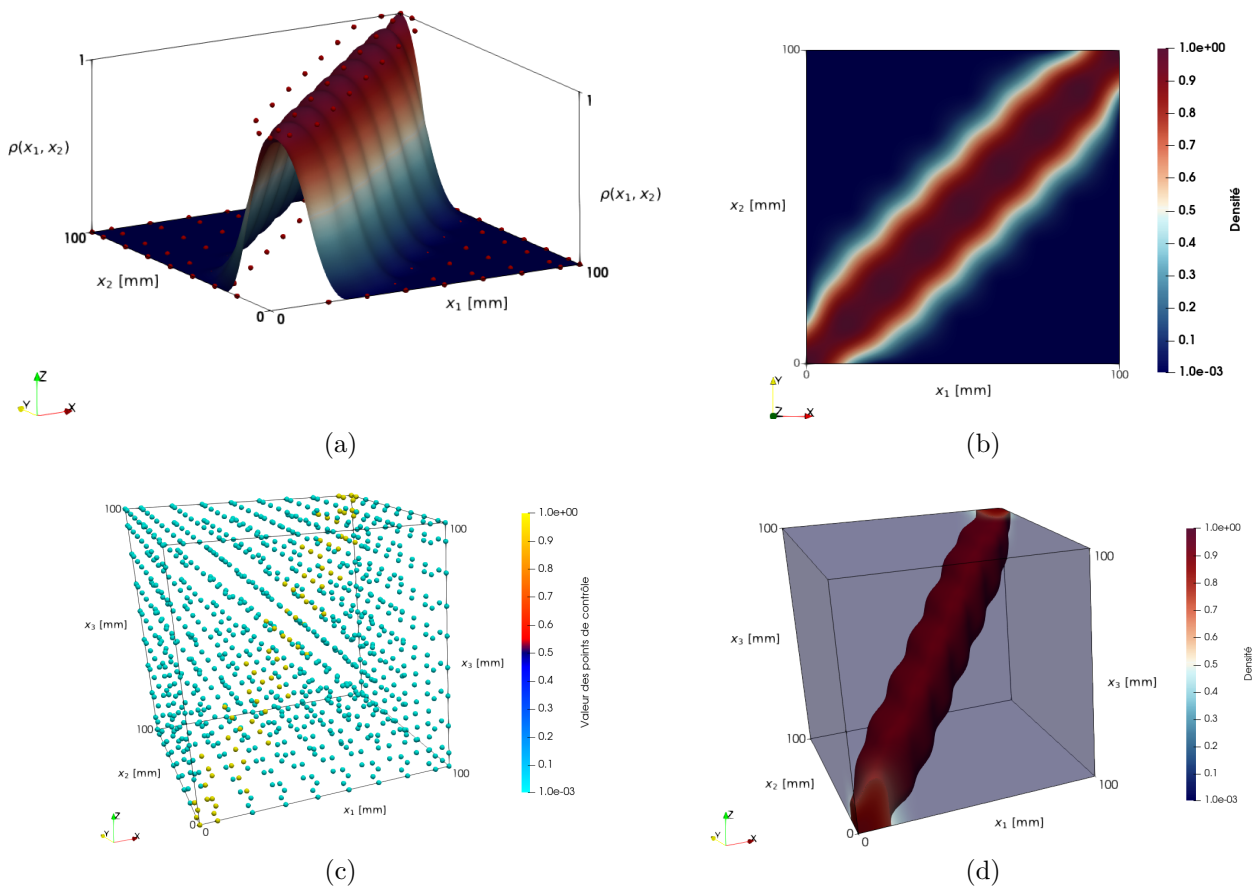 1
1
ρ(x₁, x₂)
ρ(x₁, x₂)
100
x₂ [mm]
x₁ [mm]
100
0
0
Z
Y
X
(a)
100
x₂ [mm]
0
0
x₁ [mm]
100
Y
Z
X
1.0e+00
0.9
0.8
0.7
0.6
0.5
0.4
0.3
0.2
0.1
1.0e-03
Densité
(b)
100
100
x₃ [mm]
x₃ [mm]
100
x₂ [mm]
100
x₁ [mm]
0
0
Z
Y
X
1.0e+00
0.9
0.8
0.7
0.6
0.5
0.4
0.3
0.2
0.1
1.0e-03
Valeur des points de contrôle
(c)
100
100
x₃ [mm]
x₃ [mm]
100
x₂ [mm]
100
x₁ [mm]
0
0
Z
Y
X
1.0e+00
0.9
0.8
0.7
0.6
0.5
0.4
0.3
0.2
0.1
1.0e-03
Densité
(d)